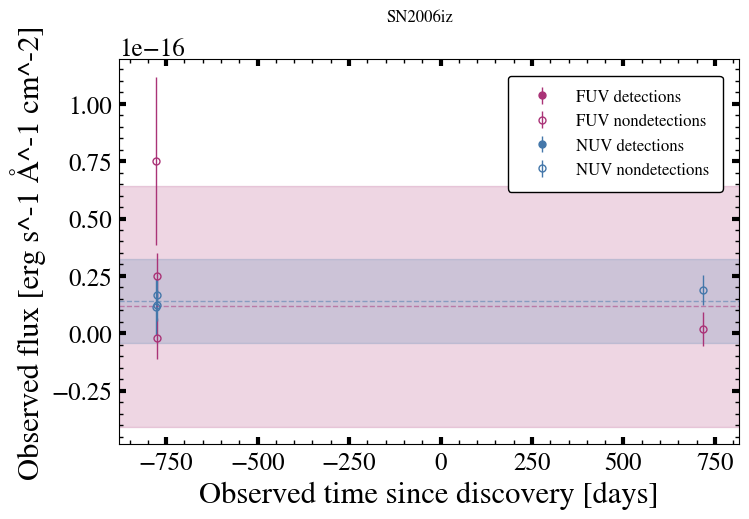 SN2006iz
1e−16
Observed flux [erg s^-1 Å^-1 cm^-2]
1.00
0.75
0.50
0.25
0.00
−0.25
FUV detections
FUV nondetections
NUV detections
NUV nondetections
−750 −500 −250 0 250 500 750
Observed time since discovery [days]